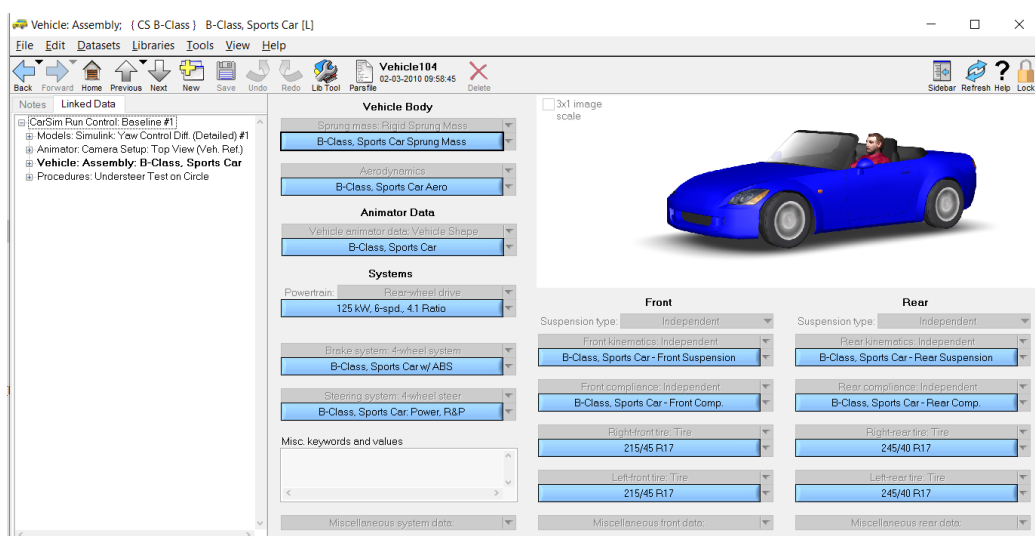 Vehicle: Assembly; { CS B-Class } B-Class, Sports Car [L]
File Edit Datasets Libraries Tools View Help
Back Forward Home Previous Next New Save Undo Redo Lib Tool Parsfile
Vehicle104
02-03-2010 09:58:45
Delete
Sidebar Refresh Help Lock
Notes Linked Data
CarSim Run Control: Baseline #1
Models: Simulink: Yaw Control Diff. (Detailed) #1
Animator: Camera Setup: Top View (Veh. Ref.)
Vehicle: Assembly: B-Class, Sports Car
Procedures: Understeer Test on Circle
Vehicle Body
Sprung mass: Rigid Sprung Mass
B-Class, Sports Car Sprung Mass
Aerodynamics
B-Class, Sports Car Aero
Animator Data
Vehicle animator data: Vehicle Shape
B-Class, Sports Car
Systems
Powertrain: Rear-wheel drive
125 kW, 6-spd., 4.1 Ratio
Brake system: 4-wheel system
B-Class, Sports Car w/ ABS
Steering system: 4-wheel steer
B-Class, Sports Car: Power, R&P
Misc. keywords and values
Miscellaneous system data:
3x1 image
scale
Front
Suspension type: Independent
Front kinematics: Independent
B-Class, Sports Car - Front Suspension
Front compliance: Independent
B-Class, Sports Car - Front Comp.
Right-front tire: Tire
215/45 R17
Left-front tire: Tire
215/45 R17
Miscellaneous front data:
Rear
Suspension type: Independent
Rear kinematics: Independent
B-Class, Sports Car - Rear Suspension
Rear compliance: Independent
B-Class, Sports Car - Rear Comp.
Right-rear tire: Tire
245/40 R17
Left-rear tire: Tire
245/40 R17
Miscellaneous rear data: